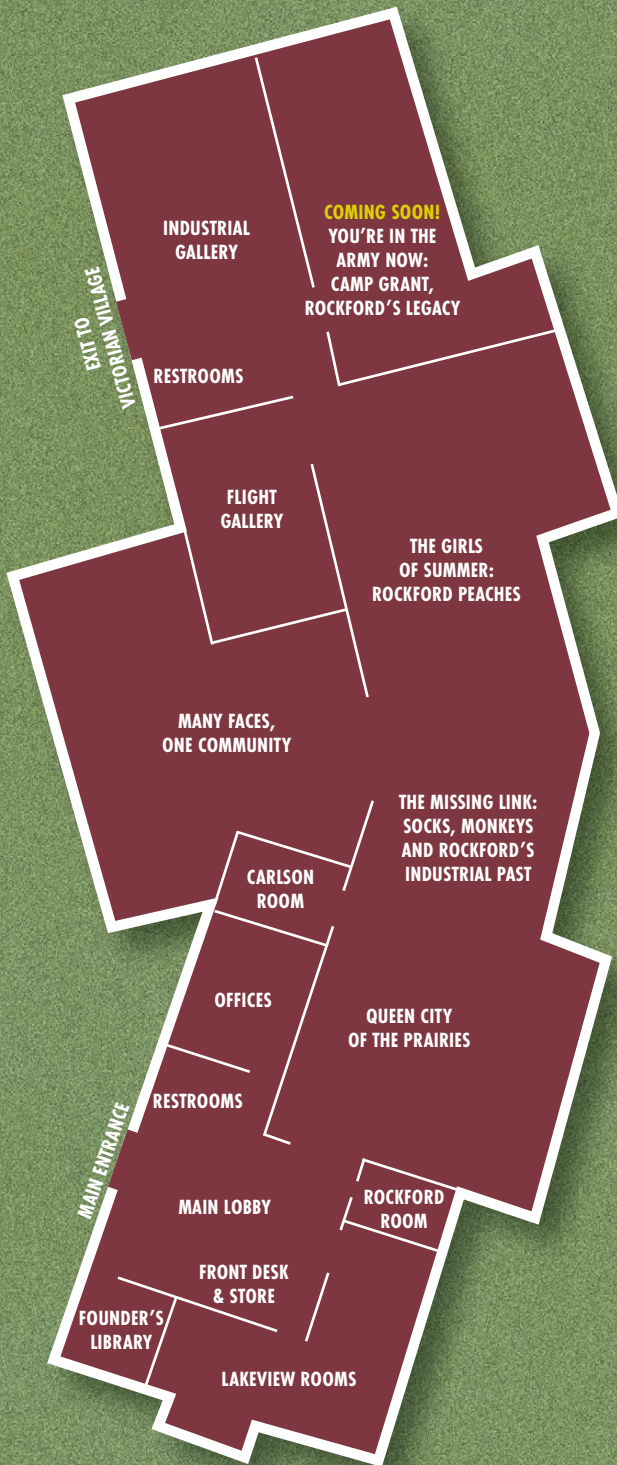 COMING SOON!
YOU'RE IN THE
ARMY NOW:
CAMP GRANT,
ROCKFORD'S LEGACY
INDUSTRIAL
GALLERY
EXIT TO
VICTORIAN VILLAGE
RESTROOMS
FLIGHT
GALLERY
THE GIRLS
OF SUMMER:
ROCKFORD PEACHES
MANY FACES,
ONE COMMUNITY
THE MISSING LINK:
SOCKS, MONKEYS
AND ROCKFORD'S
INDUSTRIAL PAST
CARLSON
ROOM
OFFICES
QUEEN CITY
OF THE PRAIRIES
RESTROOMS
MAIN ENTRANCE
MAIN LOBBY
ROCKFORD
ROOM
FRONT DESK
& STORE
FOUNDER'S
LIBRARY
LAKEVIEW ROOMS